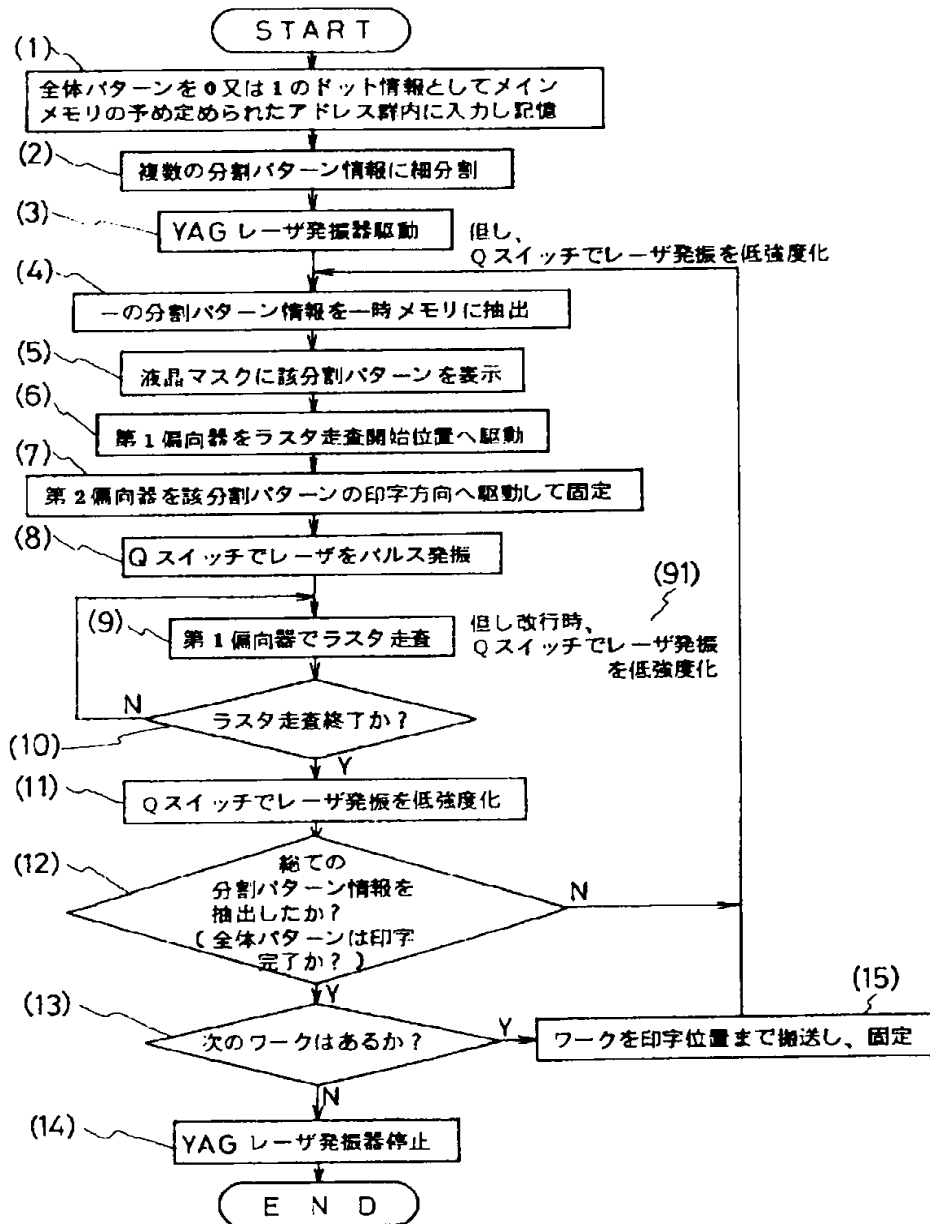 START
(1)
全体パターンを0又は1のドット情報としてメイン
メモリの予め定められたアドレス群内に入力し記憶
(2)
複数の分割パターン情報に細分割
(3)
YAG レーザ発振器駆動
但し、
Qスイッチでレーザ発振を低強度化
(4)
一の分割パターン情報を一時メモリに抽出
(5)
液晶マスクに該分割パターンを表示
(6)
第1偏向器をラスタ走査開始位置へ駆動
(7)
第2偏向器を該分割パターンの印字方向へ駆動して固定
(8)
Qスイッチでレーザをパルス発振
(91)
(9)
第1偏向器でラスタ走査
但し改行時、
Qスイッチでレーザ発振
を低強度化
N
ラスタ走査終了か?
(10)
Y
(11)
Qスイッチでレーザ発振を低強度化
(12)
総ての
分割パターン情報を
抽出したか?
(全体パターンは印字
完了か?)
N
Y
(13)
次のワークはあるか?
Y
(15)
ワークを印字位置まで搬送し、固定
N
(14)
YAG レーザ発振器停止
END